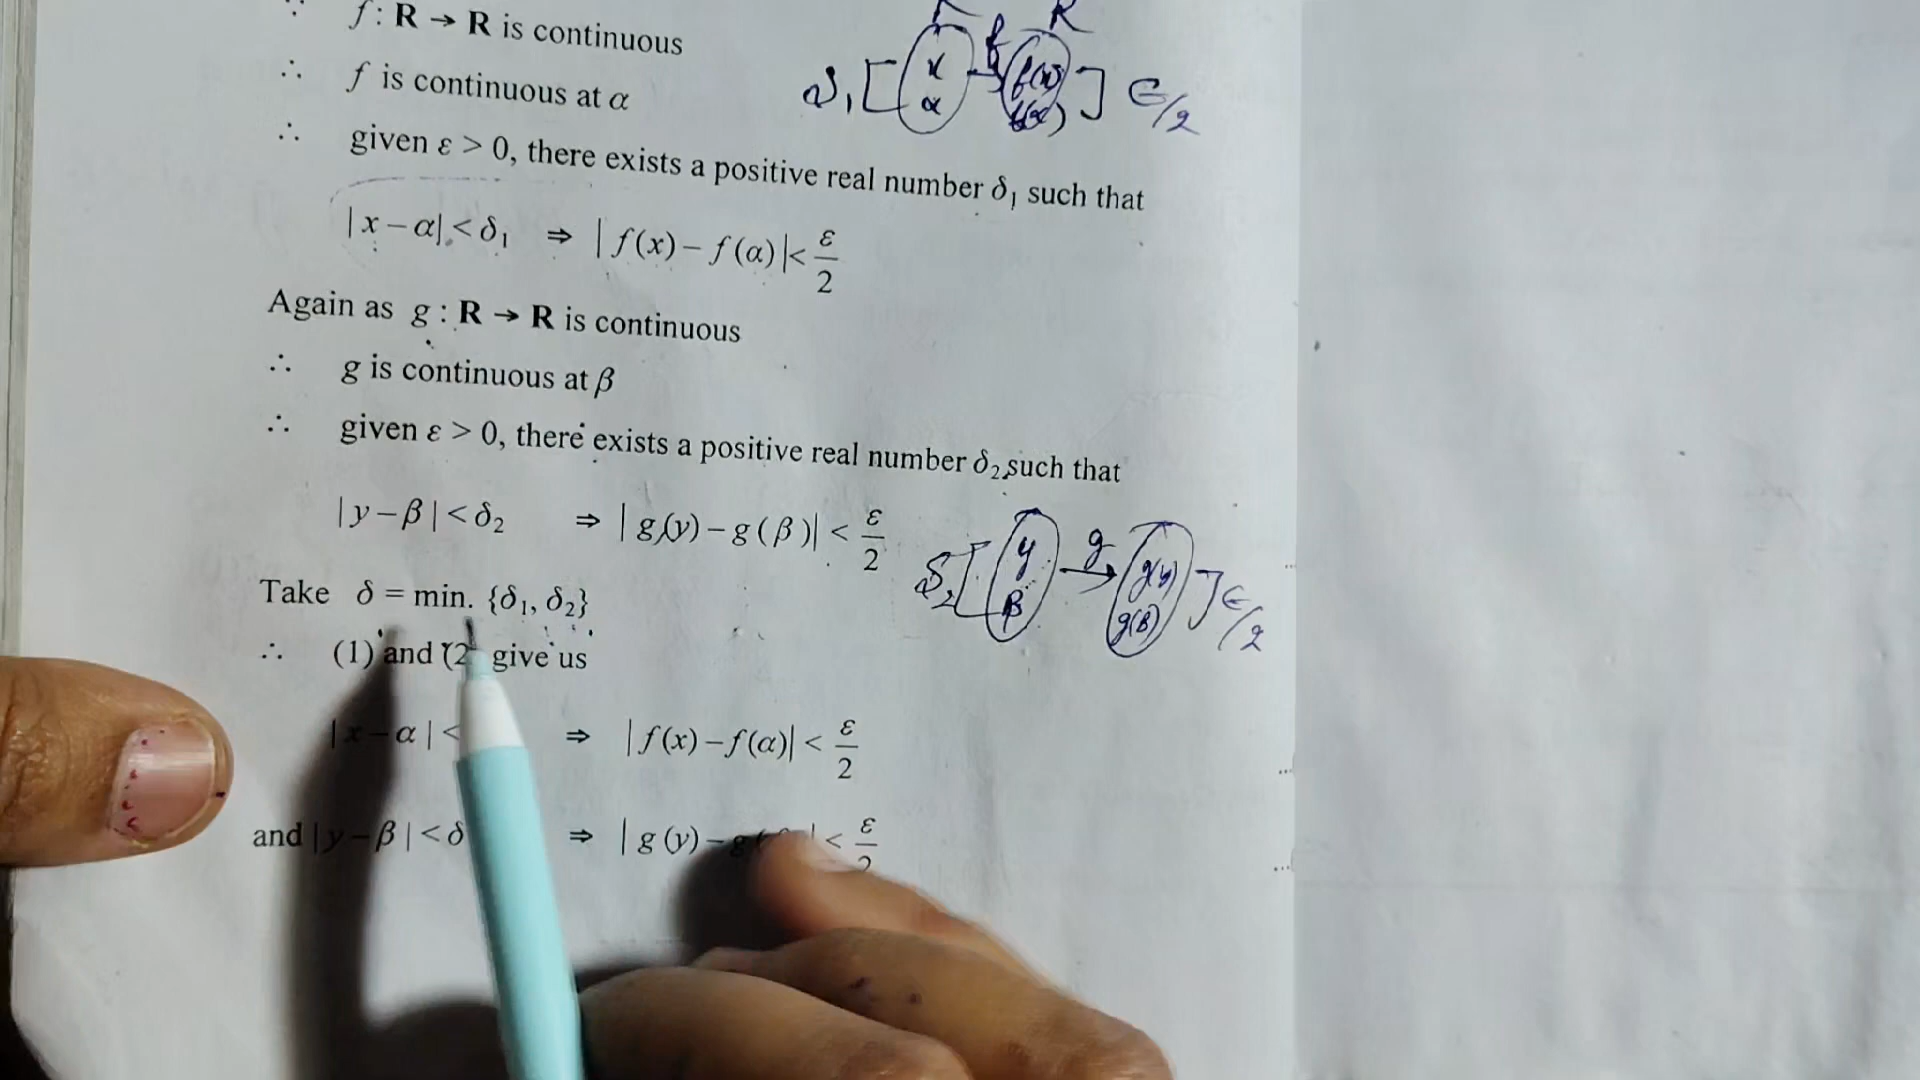 ∵ f : R → R is continuous
∴ f is continuous at α
∴ given ε > 0, there exists a positive real number δ₁ such that
|x – α| < δ₁ ⇒ |f(x) – f(α)| < ε/2
Again as g : R → R is continuous
∴ g is continuous at β
∴ given ε > 0, there exists a positive real number δ₂ such that
|y – β| < δ₂ ⇒ |g(y) – g(β)| < ε/2
Take δ = min. {δ₁, δ₂}
∴ (1) and (2 give us
|x – α| < ⇒ |f(x) – f(α)| < ε/2
and |y – β| < δ ⇒ |g(y) – < ε/2
R
δ₁ [ x f f(x) ] ε/2
α
δ₂ [ y g g(y) ] ε/2
β g(β)